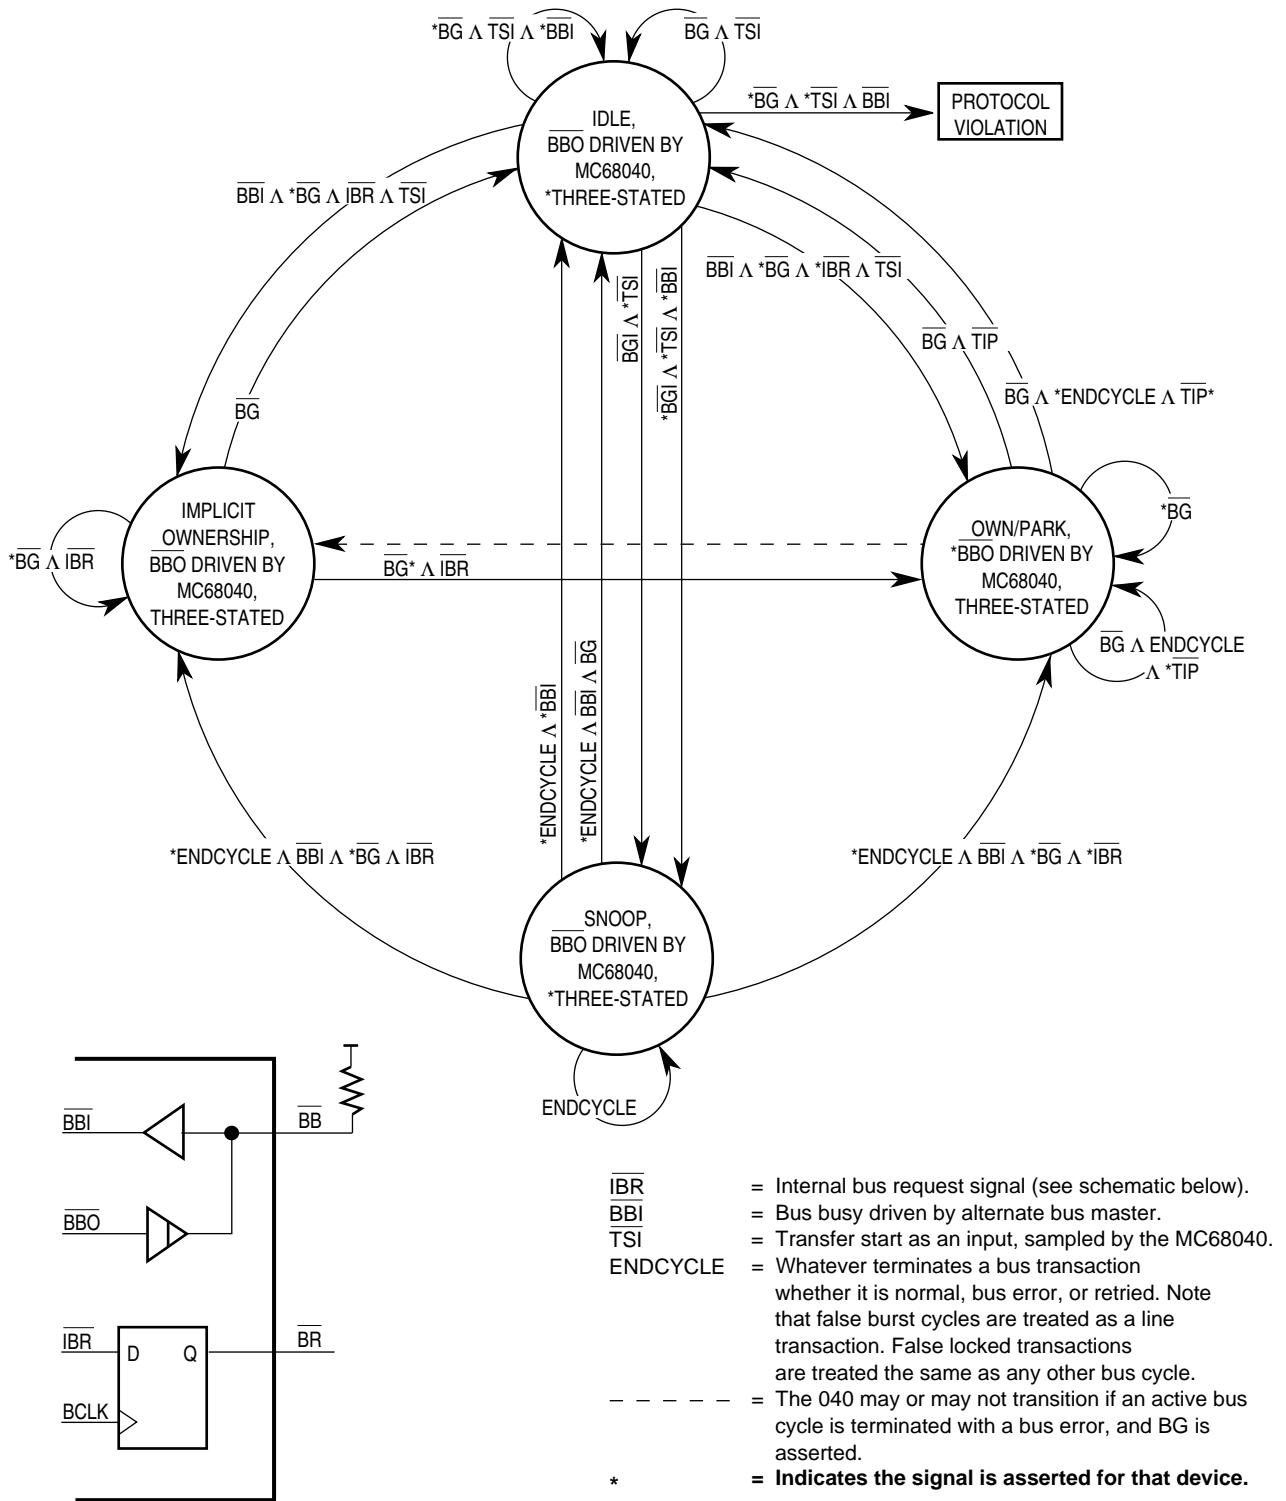 *BG Λ TSI Λ *BBI
BG Λ TSI
*BG Λ *TSI Λ BBI
PROTOCOL
VIOLATION
IDLE,
BBO DRIVEN BY
MC68040,
*THREE-STATED
BBI Λ *BG Λ IBR Λ TSI
BBI Λ *BG Λ *IBR Λ TSI
BGI Λ *TSI
*BGI Λ *TSI Λ *BBI
BG Λ TIP
BG Λ *ENDCYCLE Λ TIP*
BG
IMPLICIT
OWNERSHIP,
BBO DRIVEN BY
MC68040,
THREE-STATED
*BG Λ IBR
BG* Λ IBR
OWN/PARK,
*BBO DRIVEN BY
MC68040,
THREE-STATED
*BG
BG Λ ENDCYCLE
Λ *TIP
*ENDCYCLE Λ *BBI
*ENDCYCLE Λ BBI Λ BG
*ENDCYCLE Λ BBI Λ *BG Λ IBR
*ENDCYCLE Λ BBI Λ *BG Λ *IBR
SNOOP,
BBO DRIVEN BY
MC68040,
*THREE-STATED
ENDCYCLE
BBI
BB
BBO
IBR
D Q
BR
BCLK
IBR = Internal bus request signal (see schematic below).
BBI = Bus busy driven by alternate bus master.
TSI = Transfer start as an input, sampled by the MC68040.
ENDCYCLE = Whatever terminates a bus transaction
whether it is normal, bus error, or retried. Note
that false burst cycles are treated as a line
transaction. False locked transactions
are treated the same as any other bus cycle.
– – – – – = The 040 may or may not transition if an active bus
cycle is terminated with a bus error, and BG is
asserted.
* = Indicates the signal is asserted for that device.